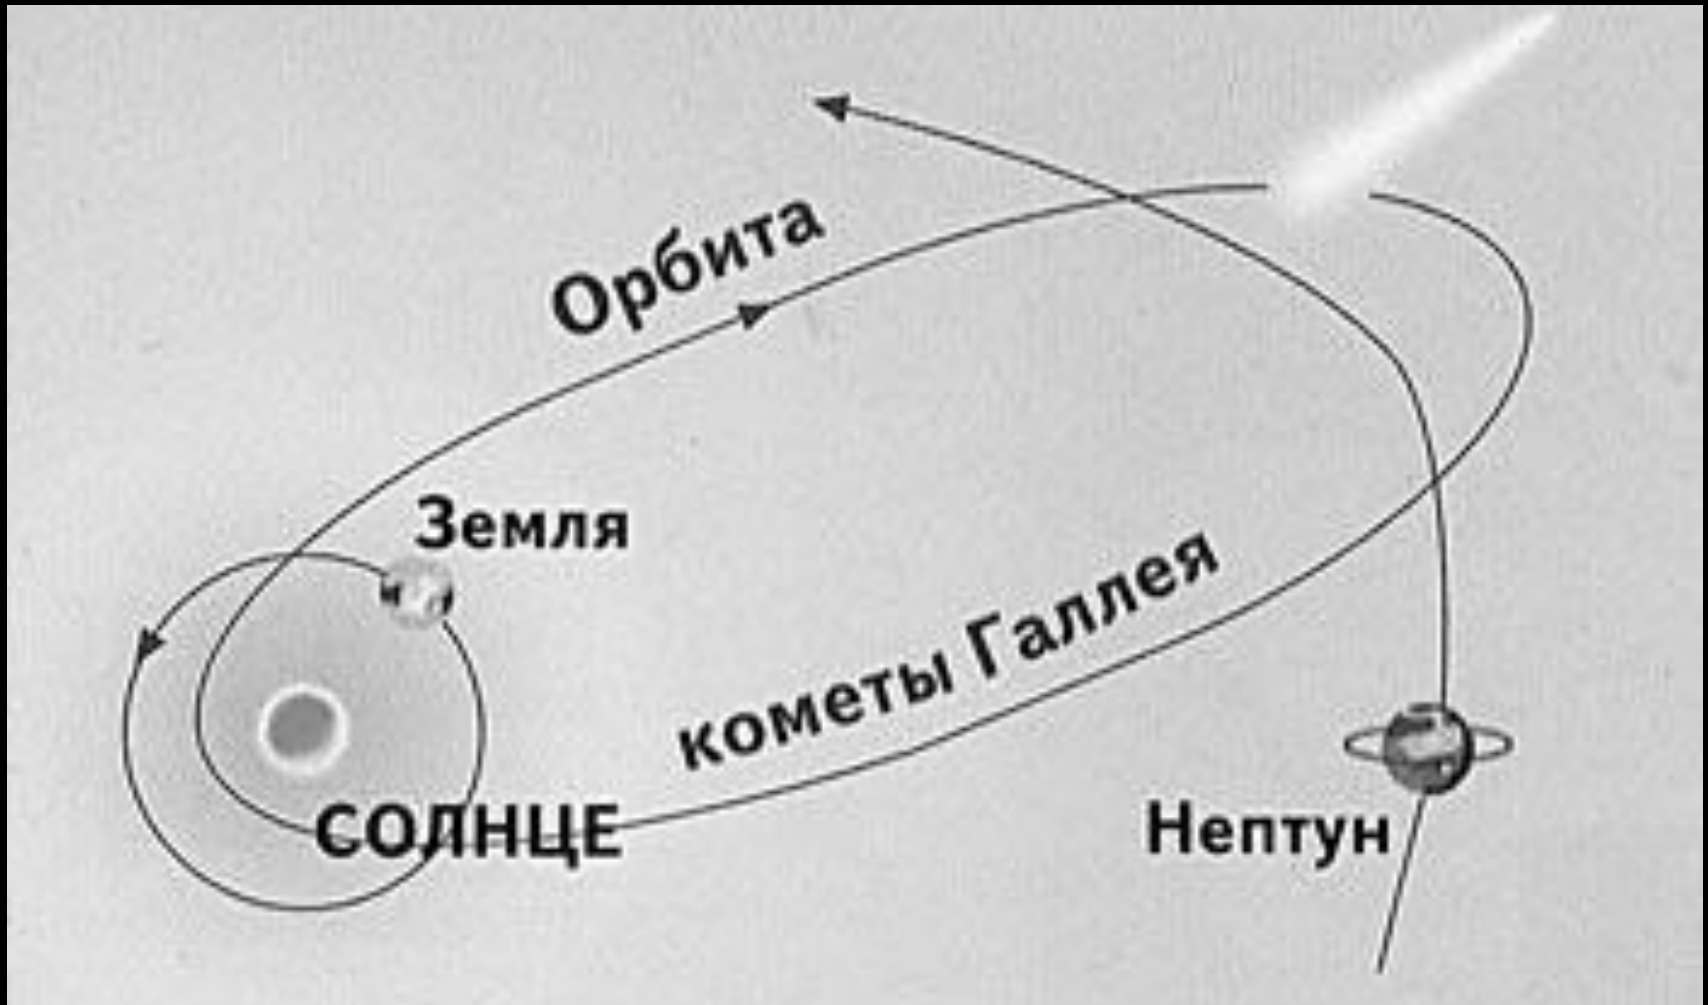 Орбита
Земля
кометы Галлея
СОЛНЦЕ
Нептун